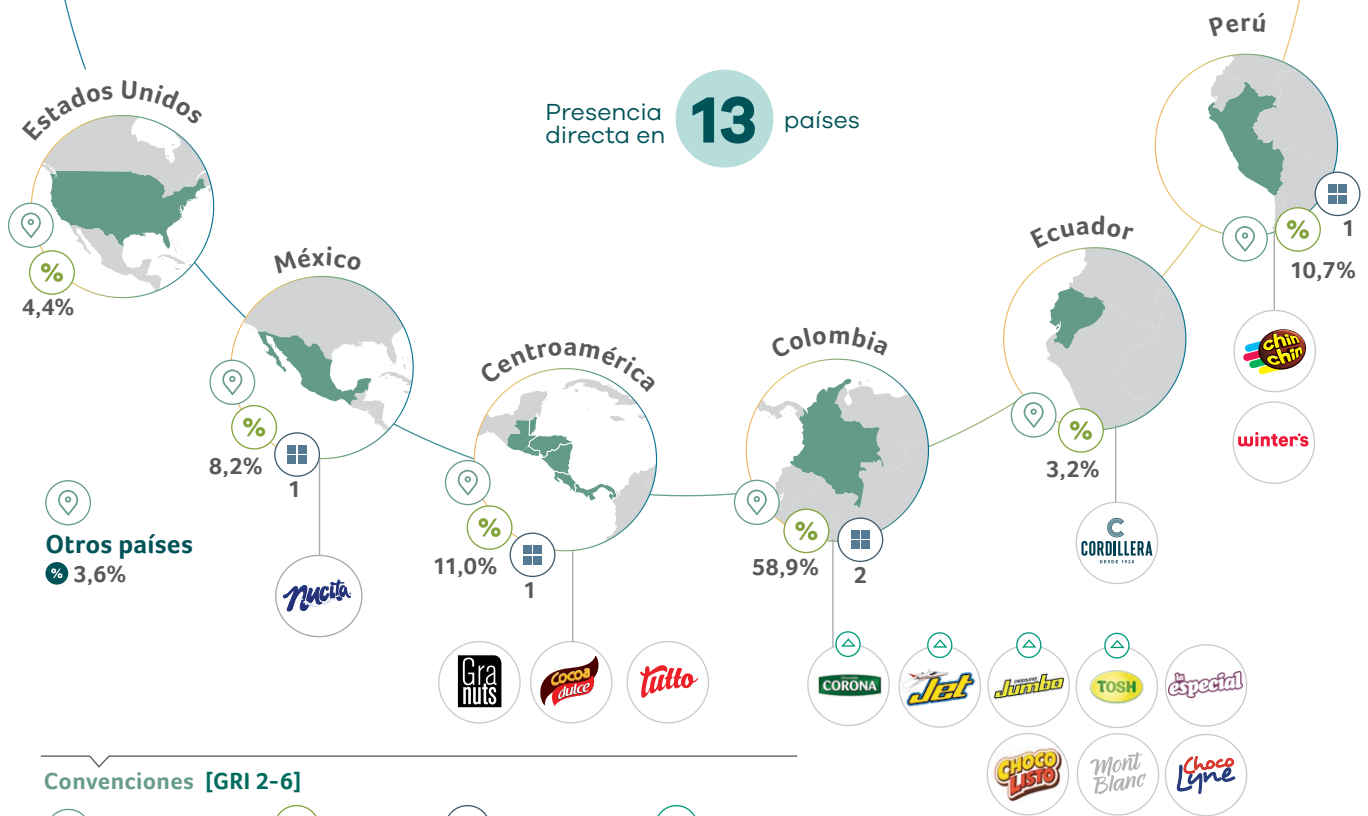 Perú
Estados Unidos
Presencia
directa en
13
países
%
4,4%
México
%
8,2%
1
Centroamérica
%
11,0%
1
Colombia
%
58,9%
2
Ecuador
%
3,2%
%
1
10,7%
chin
chin
winter's
C
CORDILLERA
DESDE 1920
Otros países
% 3,6%
nucita
Gra
nuts
COCOA
dulce
Tutto
CORONA
Jet
CHOCOLATINA
Jumbo
TOSH
la
especial
CHOCO
LISTO
Mont
Blanc
Choco
Lyne
Convenciones [GRI 2-6]